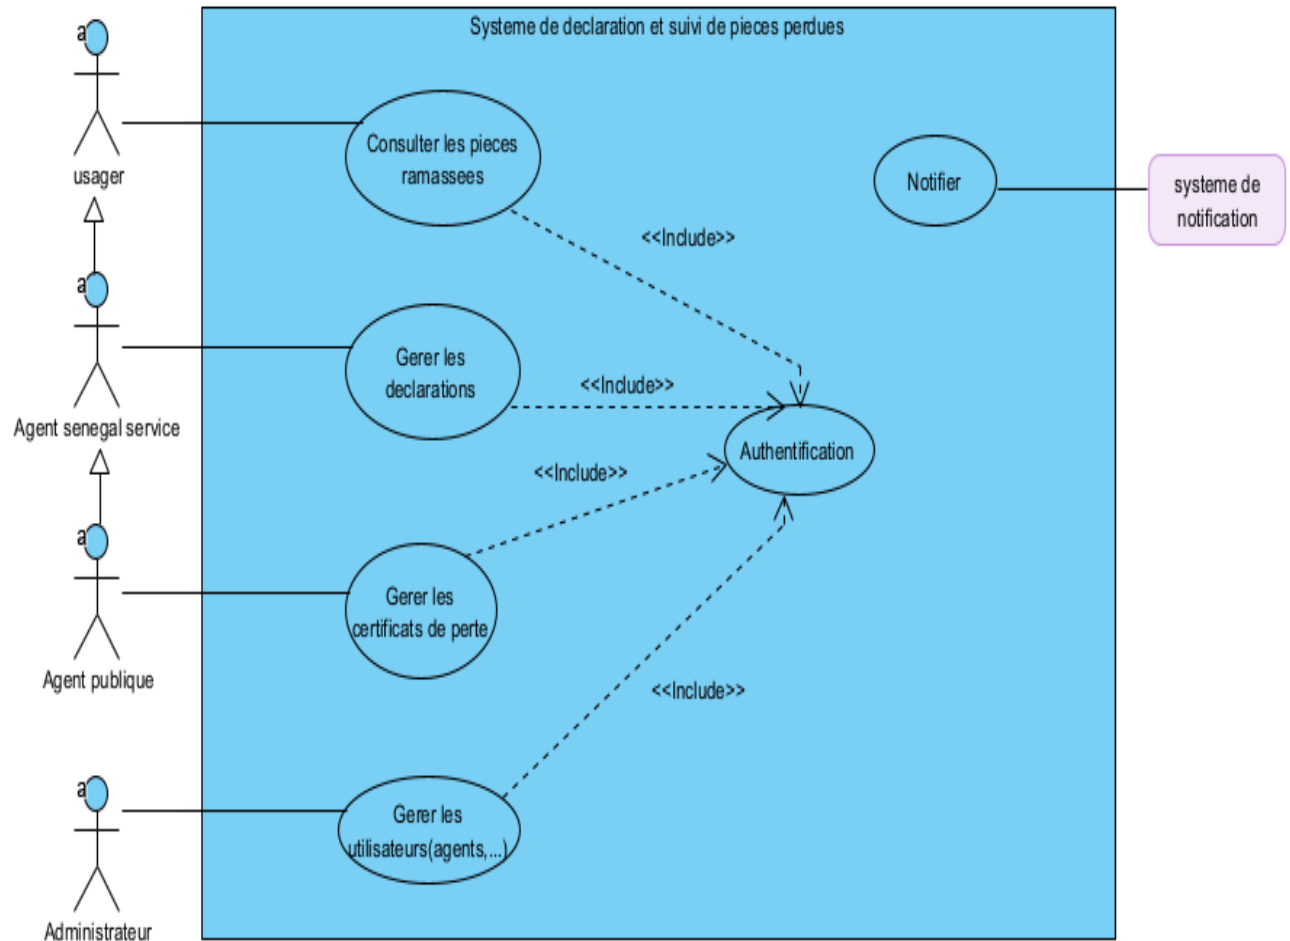 Systeme de declaration et suivi de pieces perdues
a
usager
Consulter les pieces
ramassees
Notifier
systeme de
notification
<<Include>>
a
Agent senegal service
Gerer les
declarations
<<Include>>
Authentification
<<Include>>
a
Agent publique
Gerer les
certificats de perte
<<Include>>
a
Administrateur
Gerer les
utilisateurs(agents,...)